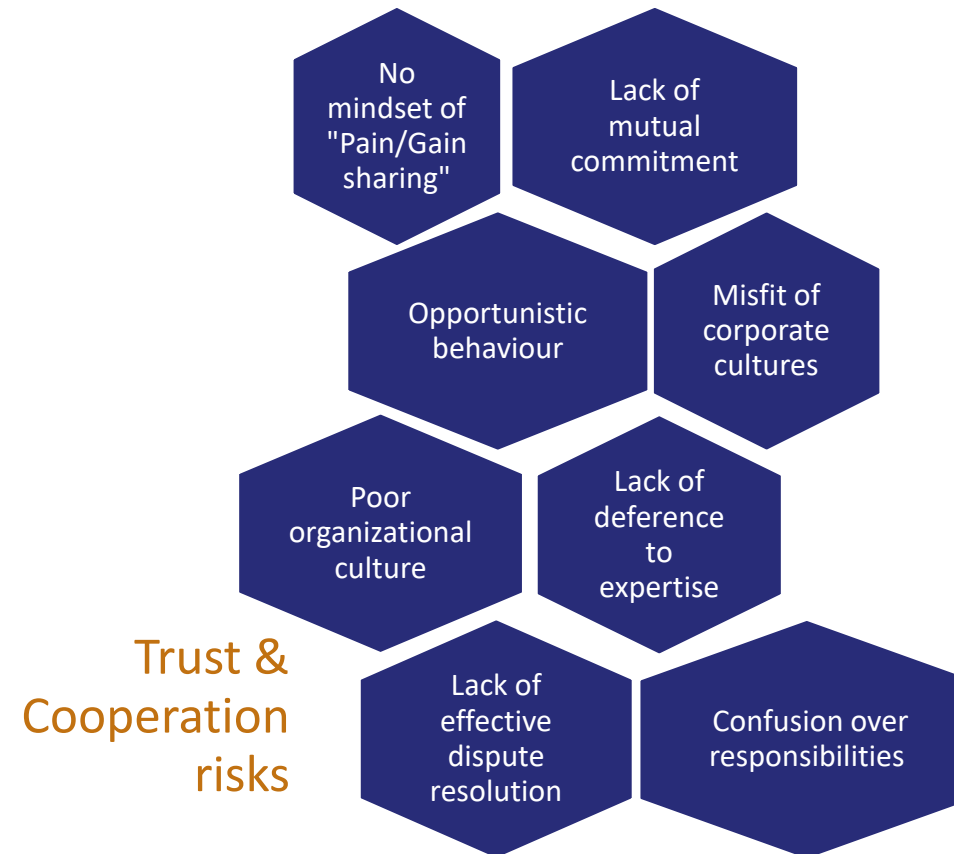 No
mindset of
"Pain/Gain
sharing"
Lack of
mutual
commitment
Opportunistic
behaviour
Misfit of
corporate
cultures
Poor
organizational
culture
Lack of
deference
to
expertise
Trust &
Cooperation
risks
Lack of
effective
dispute
resolution
Confusion over
responsibilities